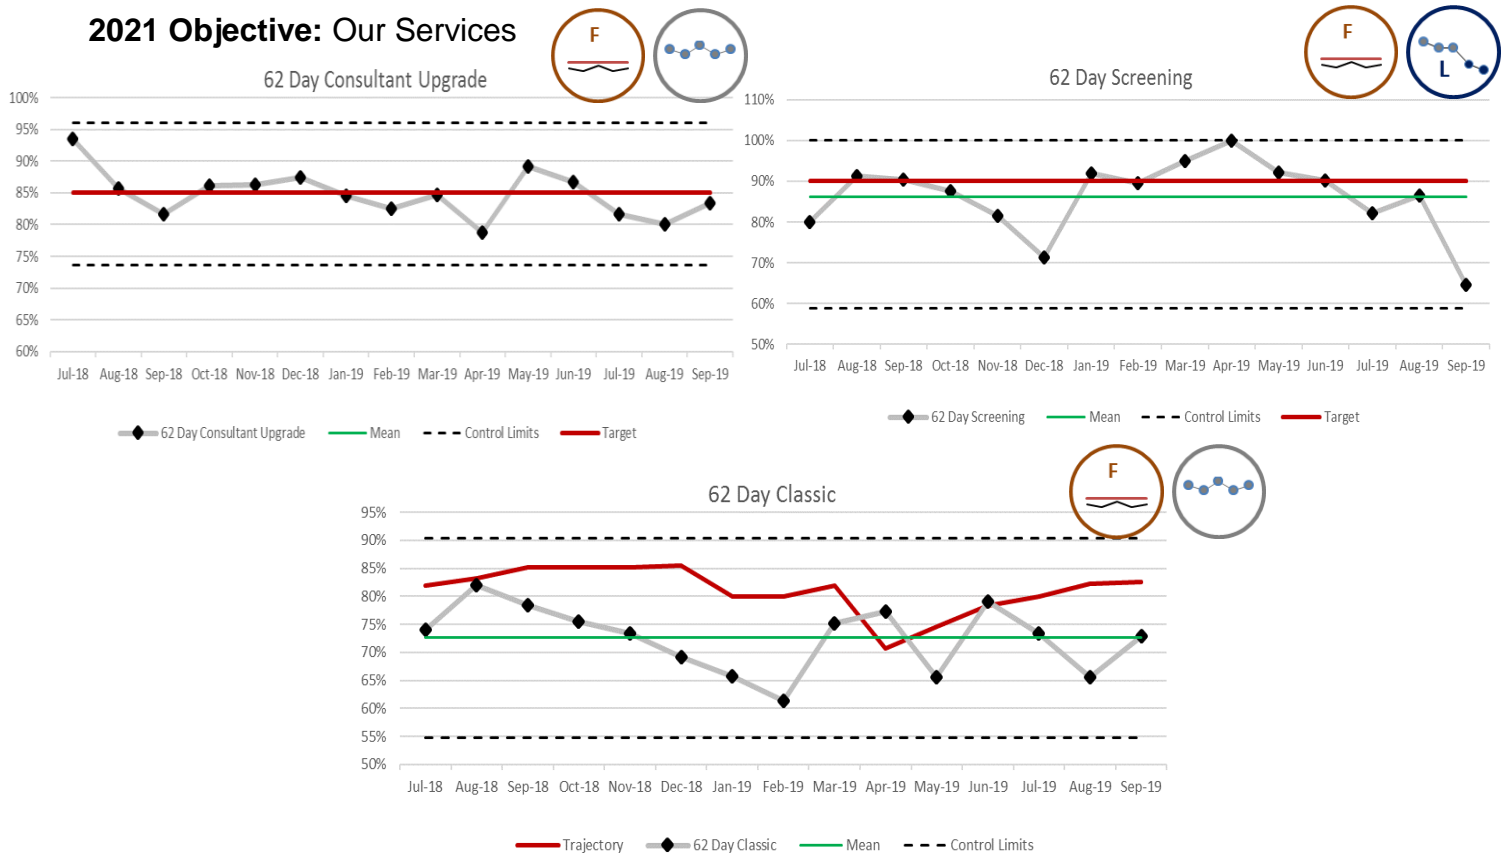 2021 Objective: Our Services
F
62 Day Consultant Upgrade
100%
95%
90%
85%
80%
75%
70%
65%
60%
Jul-18 Aug-18 Sep-18 Oct-18 Nov-18 Dec-18 Jan-19 Feb-19 Mar-19 Apr-19 May-19 Jun-19 Jul-19 Aug-19 Sep-19
62 Day Consultant Upgrade Mean Control Limits Target
F
L
62 Day Screening
110%
100%
90%
80%
70%
60%
50%
Jul-18 Aug-18 Sep-18 Oct-18 Nov-18 Dec-18 Jan-19 Feb-19 Mar-19 Apr-19 May-19 Jun-19 Jul-19 Aug-19 Sep-19
62 Day Screening Mean Control Limits Target
F
62 Day Classic
95%
90%
85%
80%
75%
70%
65%
60%
55%
50%
Jul-18 Aug-18 Sep-18 Oct-18 Nov-18 Dec-18 Jan-19 Feb-19 Mar-19 Apr-19 May-19 Jun-19 Jul-19 Aug-19 Sep-19
Trajectory 62 Day Classic Mean Control Limits